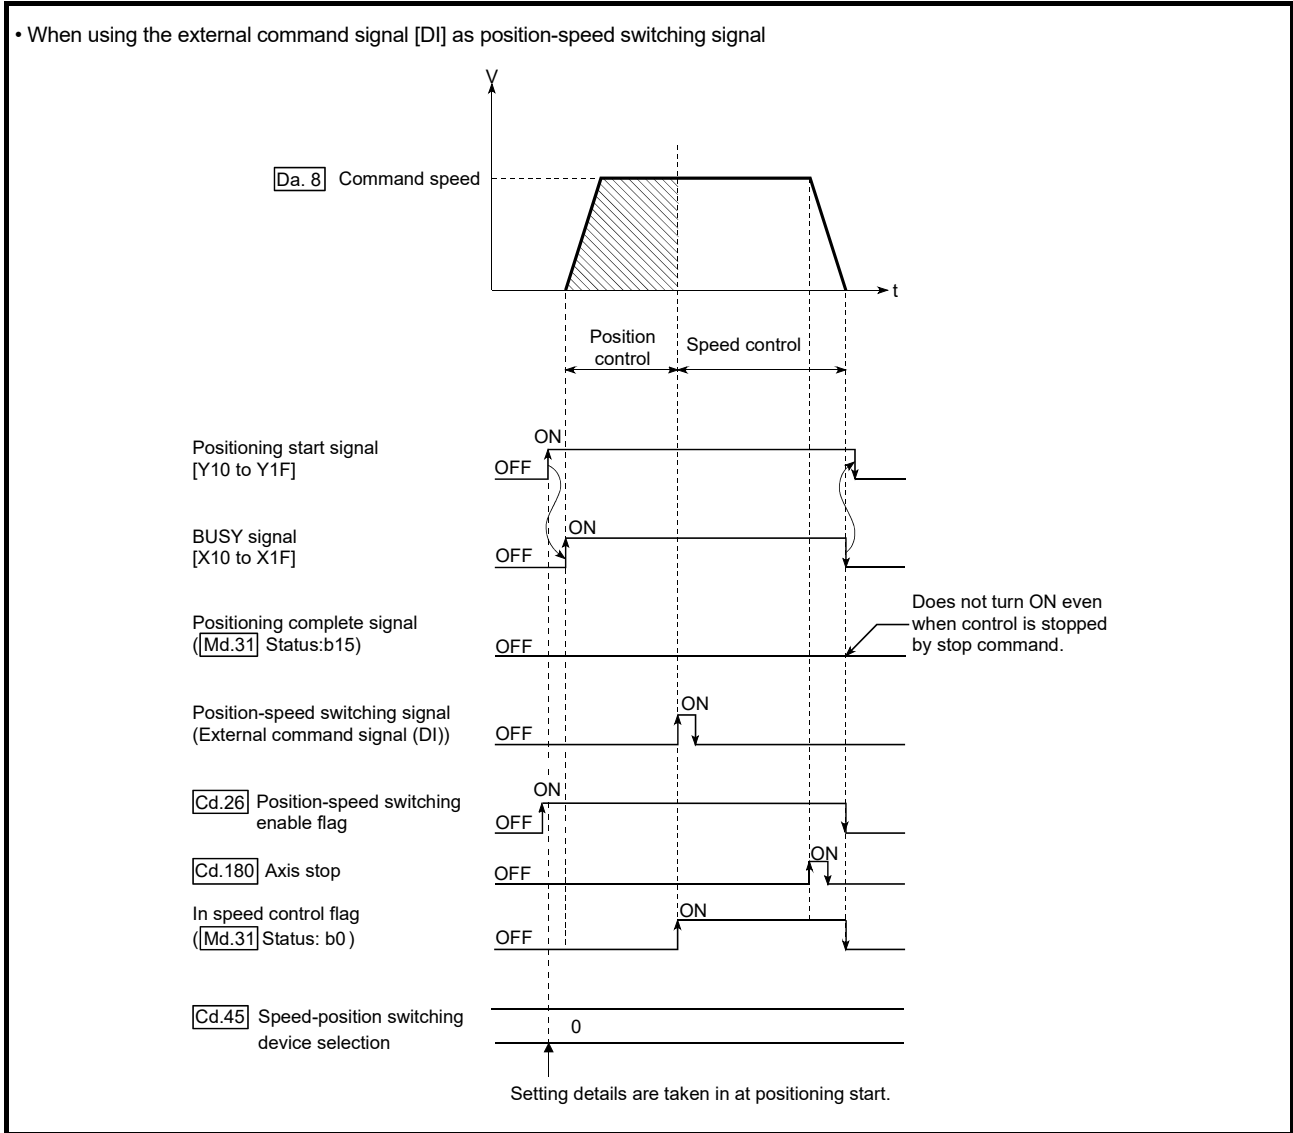 • When using the external command signal [DI] as position-speed switching signal
V
Da. 8 Command speed
t
Position
control
Speed control
ON
Positioning start signal
[Y10 to Y1F]
OFF
ON
BUSY signal
[X10 to X1F]
OFF
Does not turn ON even
when control is stopped
by stop command.
Positioning complete signal
(Md.31 Status:b15)
OFF
ON
Position-speed switching signal
(External command signal (DI))
OFF
ON
Cd.26 Position-speed switching
enable flag
OFF
ON
Cd.180 Axis stop
OFF
In speed control flag
(Md.31 Status: b0)
ON
OFF
Cd.45 Speed-position switching
device selection
0
Setting details are taken in at positioning start.